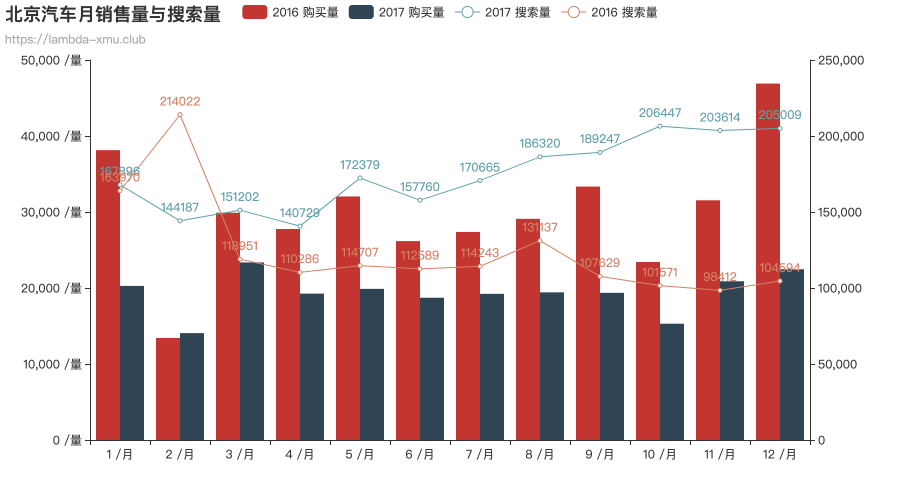 北京汽车月销售量与搜索量
2016 购买量 2017 购买量 2017 搜索量 2016 搜索量
https://lambda-xmu.club
50,000 /量
40,000 /量
30,000 /量
20,000 /量
10,000 /量
0 /量
250,000
200,000
150,000
100,000
50,000
0
163970
144187
151202
140729
172379
157760
170665
186320
189247
206447
203614
205009
214022
118951
110286
114707
112589
114243
131137
107629
101571
98412
104594
1 /月 2 /月 3 /月 4 /月 5 /月 6 /月 7 /月 8 /月 9 /月 10 /月 11 /月 12 /月